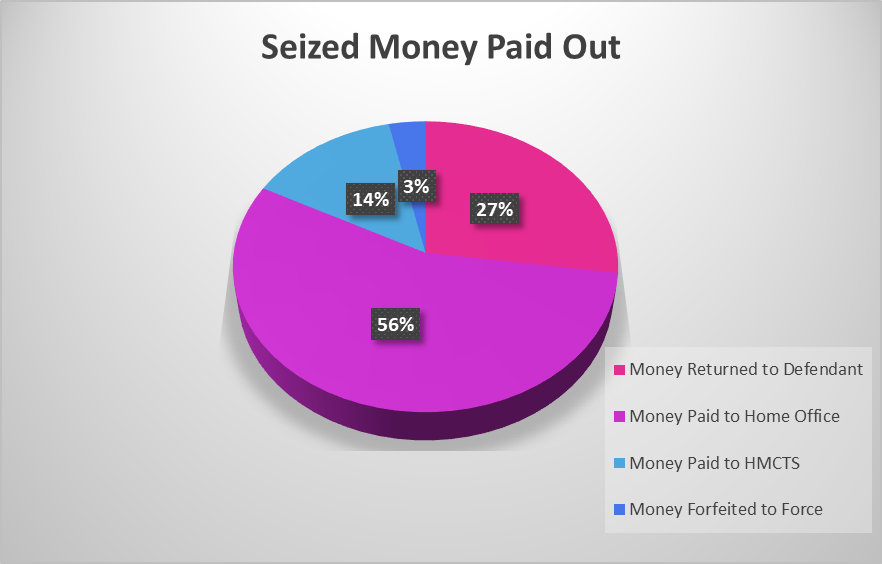 Seized Money Paid Out
3%
14%
27%
56%
Money Returned to Defendant
Money Paid to Home Office
Money Paid to HMCTS
Money Forfeited to Force